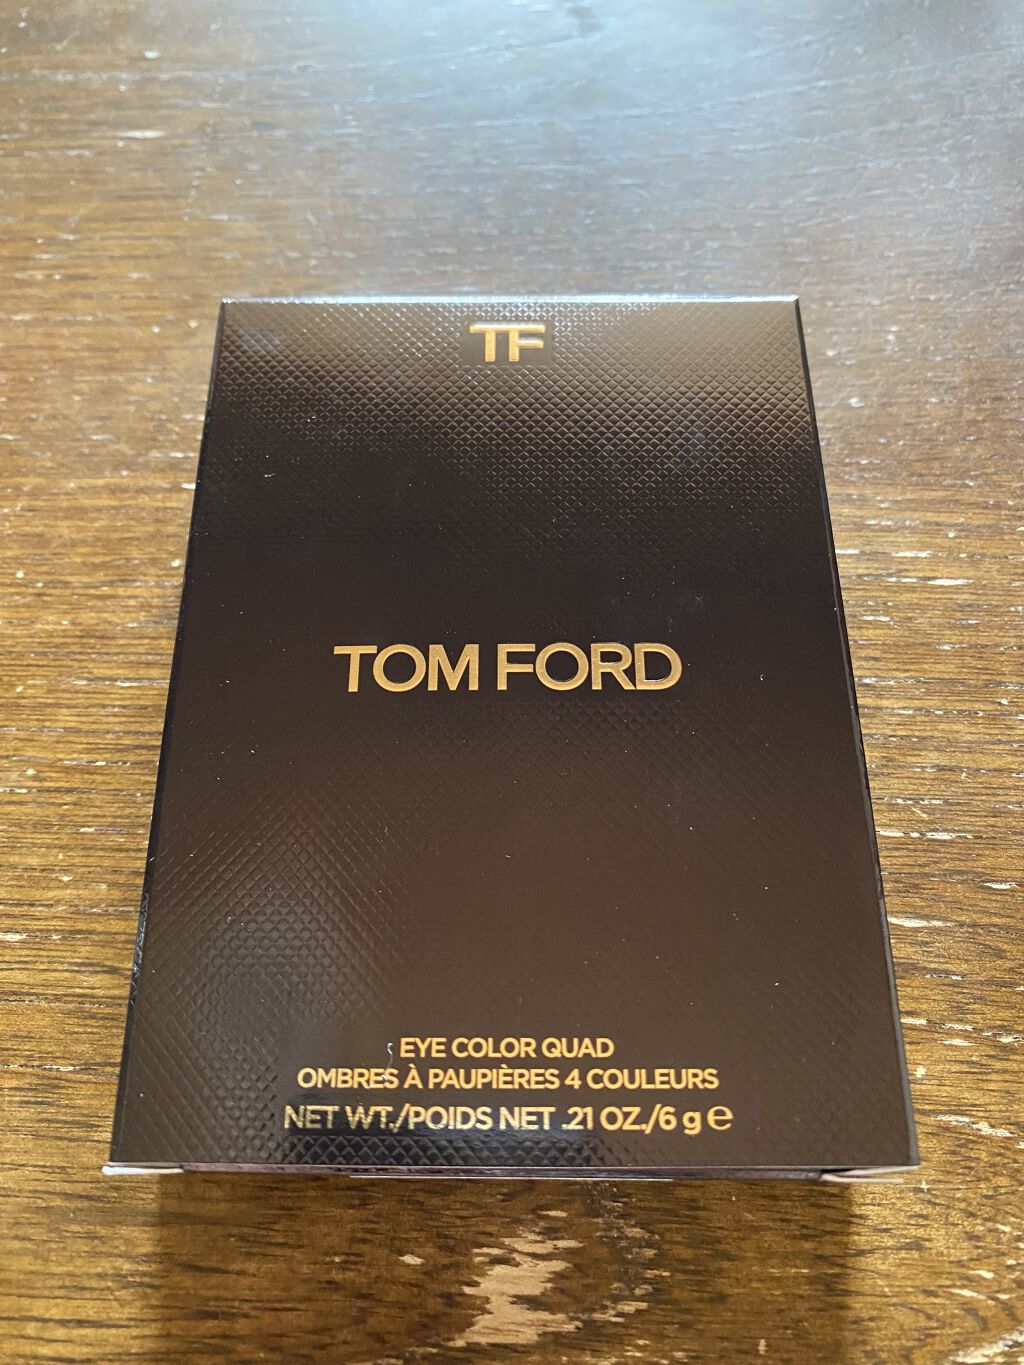 TF
TOM FORD
EYE COLOR QUAD
OMBRES À PAUPIÈRES 4 COULEURS
NET WT./POIDS NET .21 OZ./6 g ℮